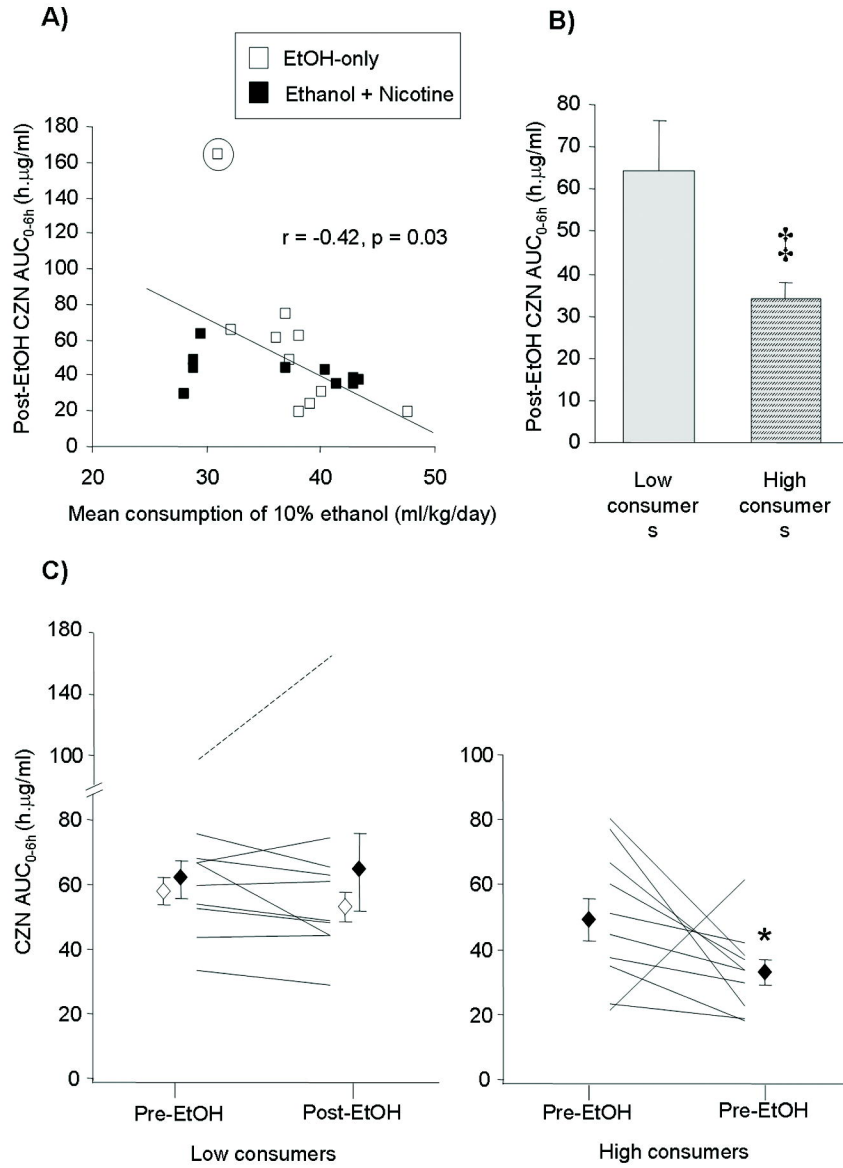 A)
EtOH-only
Ethanol + Nicotine
Post-EtOH CZN AUC0-6h (h.µg/ml)
180
160
140
120
100
80
60
40
20
0
r = -0.42, p = 0.03
20 30 40 50
Mean consumption of 10% ethanol (ml/kg/day)
B)
Post-EtOH CZN AUC0-6h (h.µg/ml)
80
70
60
50
40
30
20
10
0
‡
Low
consumer
s
High
consumer
s
C)
CZN AUC0-6h (h.µg/ml)
180
140
100
80
60
40
20
0
Pre-EtOH Post-EtOH
Low consumers
100
80
60
40
20
0
*
Pre-EtOH Pre-EtOH
High consumers